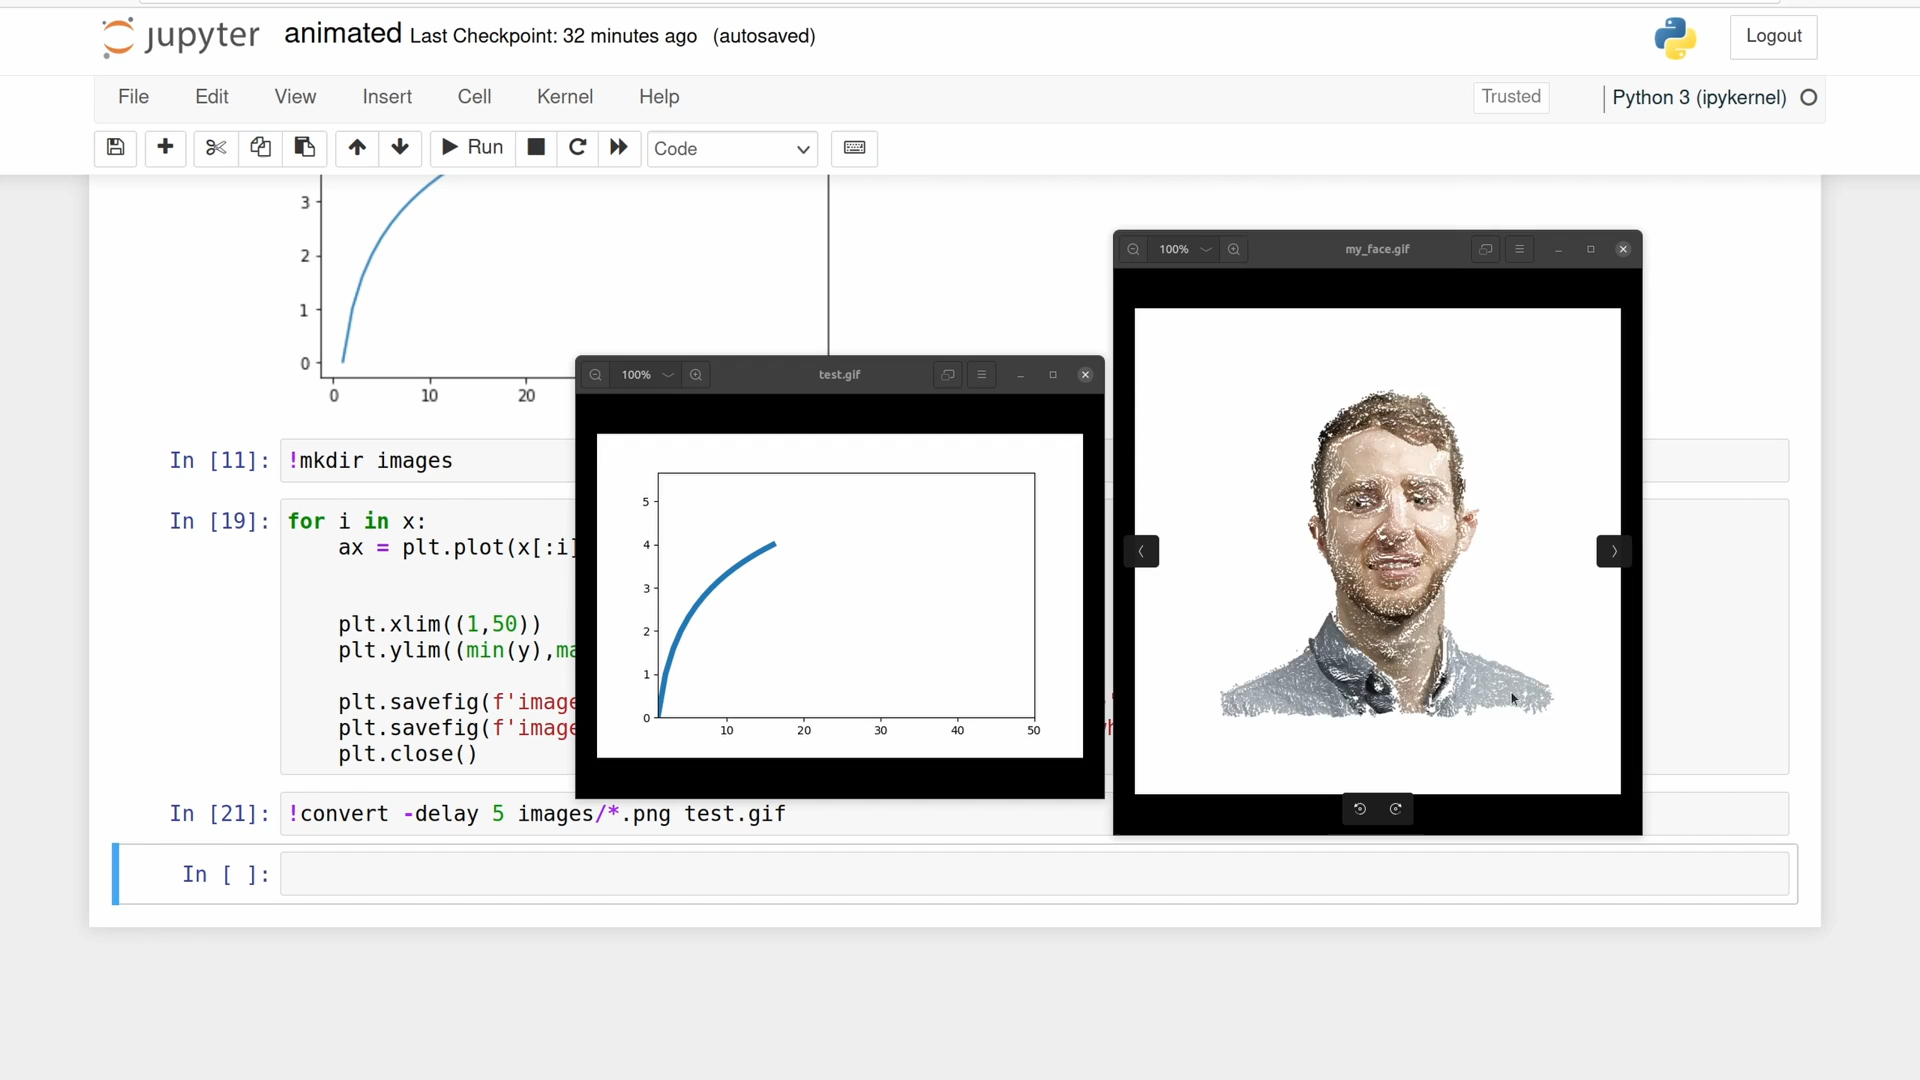 jupyter animated Last Checkpoint: 32 minutes ago (autosaved)
Logout
File Edit View Insert Cell Kernel Help
Trusted
Python 3 (ipykernel)
Run
Code
3
2
1
0
0 10 20
In [11]: !mkdir images
In [19]: for i in x:
ax = plt.plot(x[:i]
plt.xlim((1,50))
plt.ylim((min(y),ma
plt.savefig(f'image
plt.savefig(f'image
plt.close()
In [21]: !convert -delay 5 images/*.png test.gif
In [ ]:
100%
test.gif
5
4
3
2
1
0
10 20 30 40 50
100%
my_face.gif